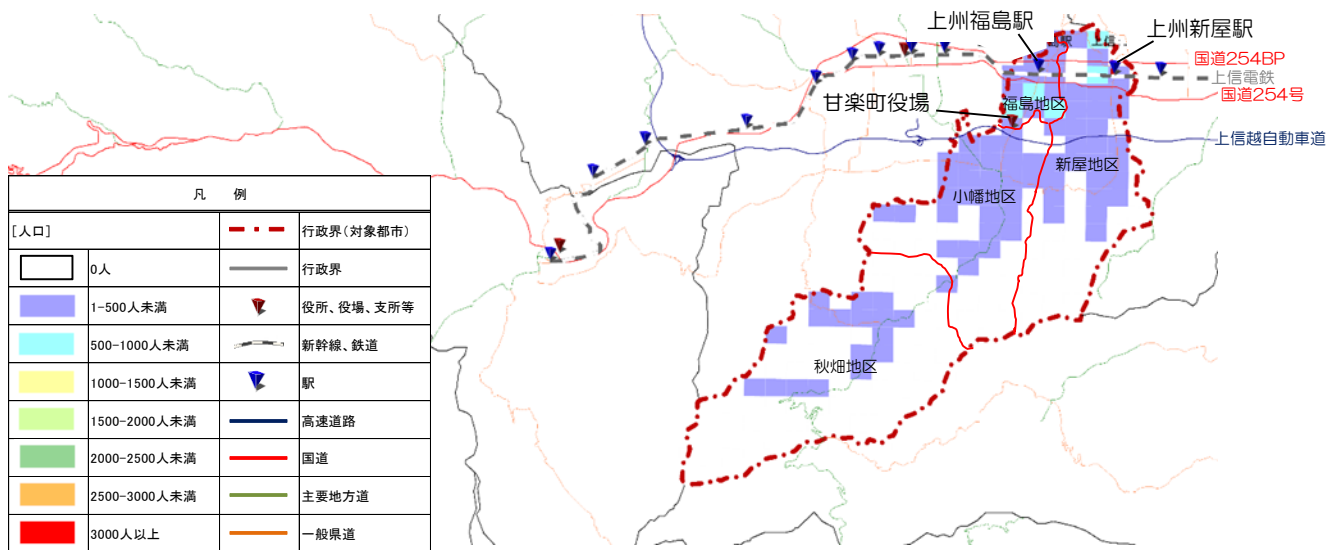 上州福島駅
上州新屋駅
国道254BP
上信電鉄
国道254号
甘楽町役場
福島地区
上信越自動車道
新屋地区
小幡地区
秋畑地区
凡 例
[人口]
行政界(対象都市)
0人
行政界
1-500人未満
役所、役場、支所等
500-1000人未満
新幹線、鉄道
1000-1500人未満
駅
1500-2000人未満
高速道路
2000-2500人未満
国道
2500-3000人未満
主要地方道
3000人以上
一般県道